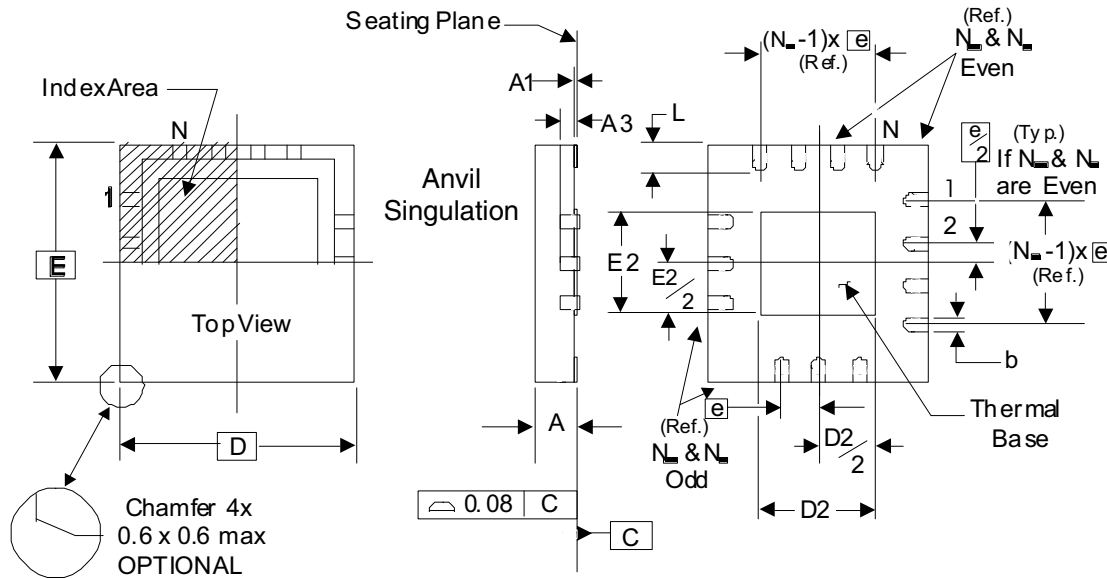 Seating Plane
Index Area
N
1
E
Top View
D
Chamfer 4x
0.6 x 0.6 max
OPTIONAL
A1
A3
L
Anvil
Singulation
E2
E2
2
A
0.08 C
C
(N -1)x e
(Ref.)
(Ref.)
N & N
Even
N
e
2
(Typ.)
If N & N
are Even
1
2
(N -1)x e
(Ref.)
b
Thermal
Base
e
(Ref.)
N & N
Odd
D2
2
D2